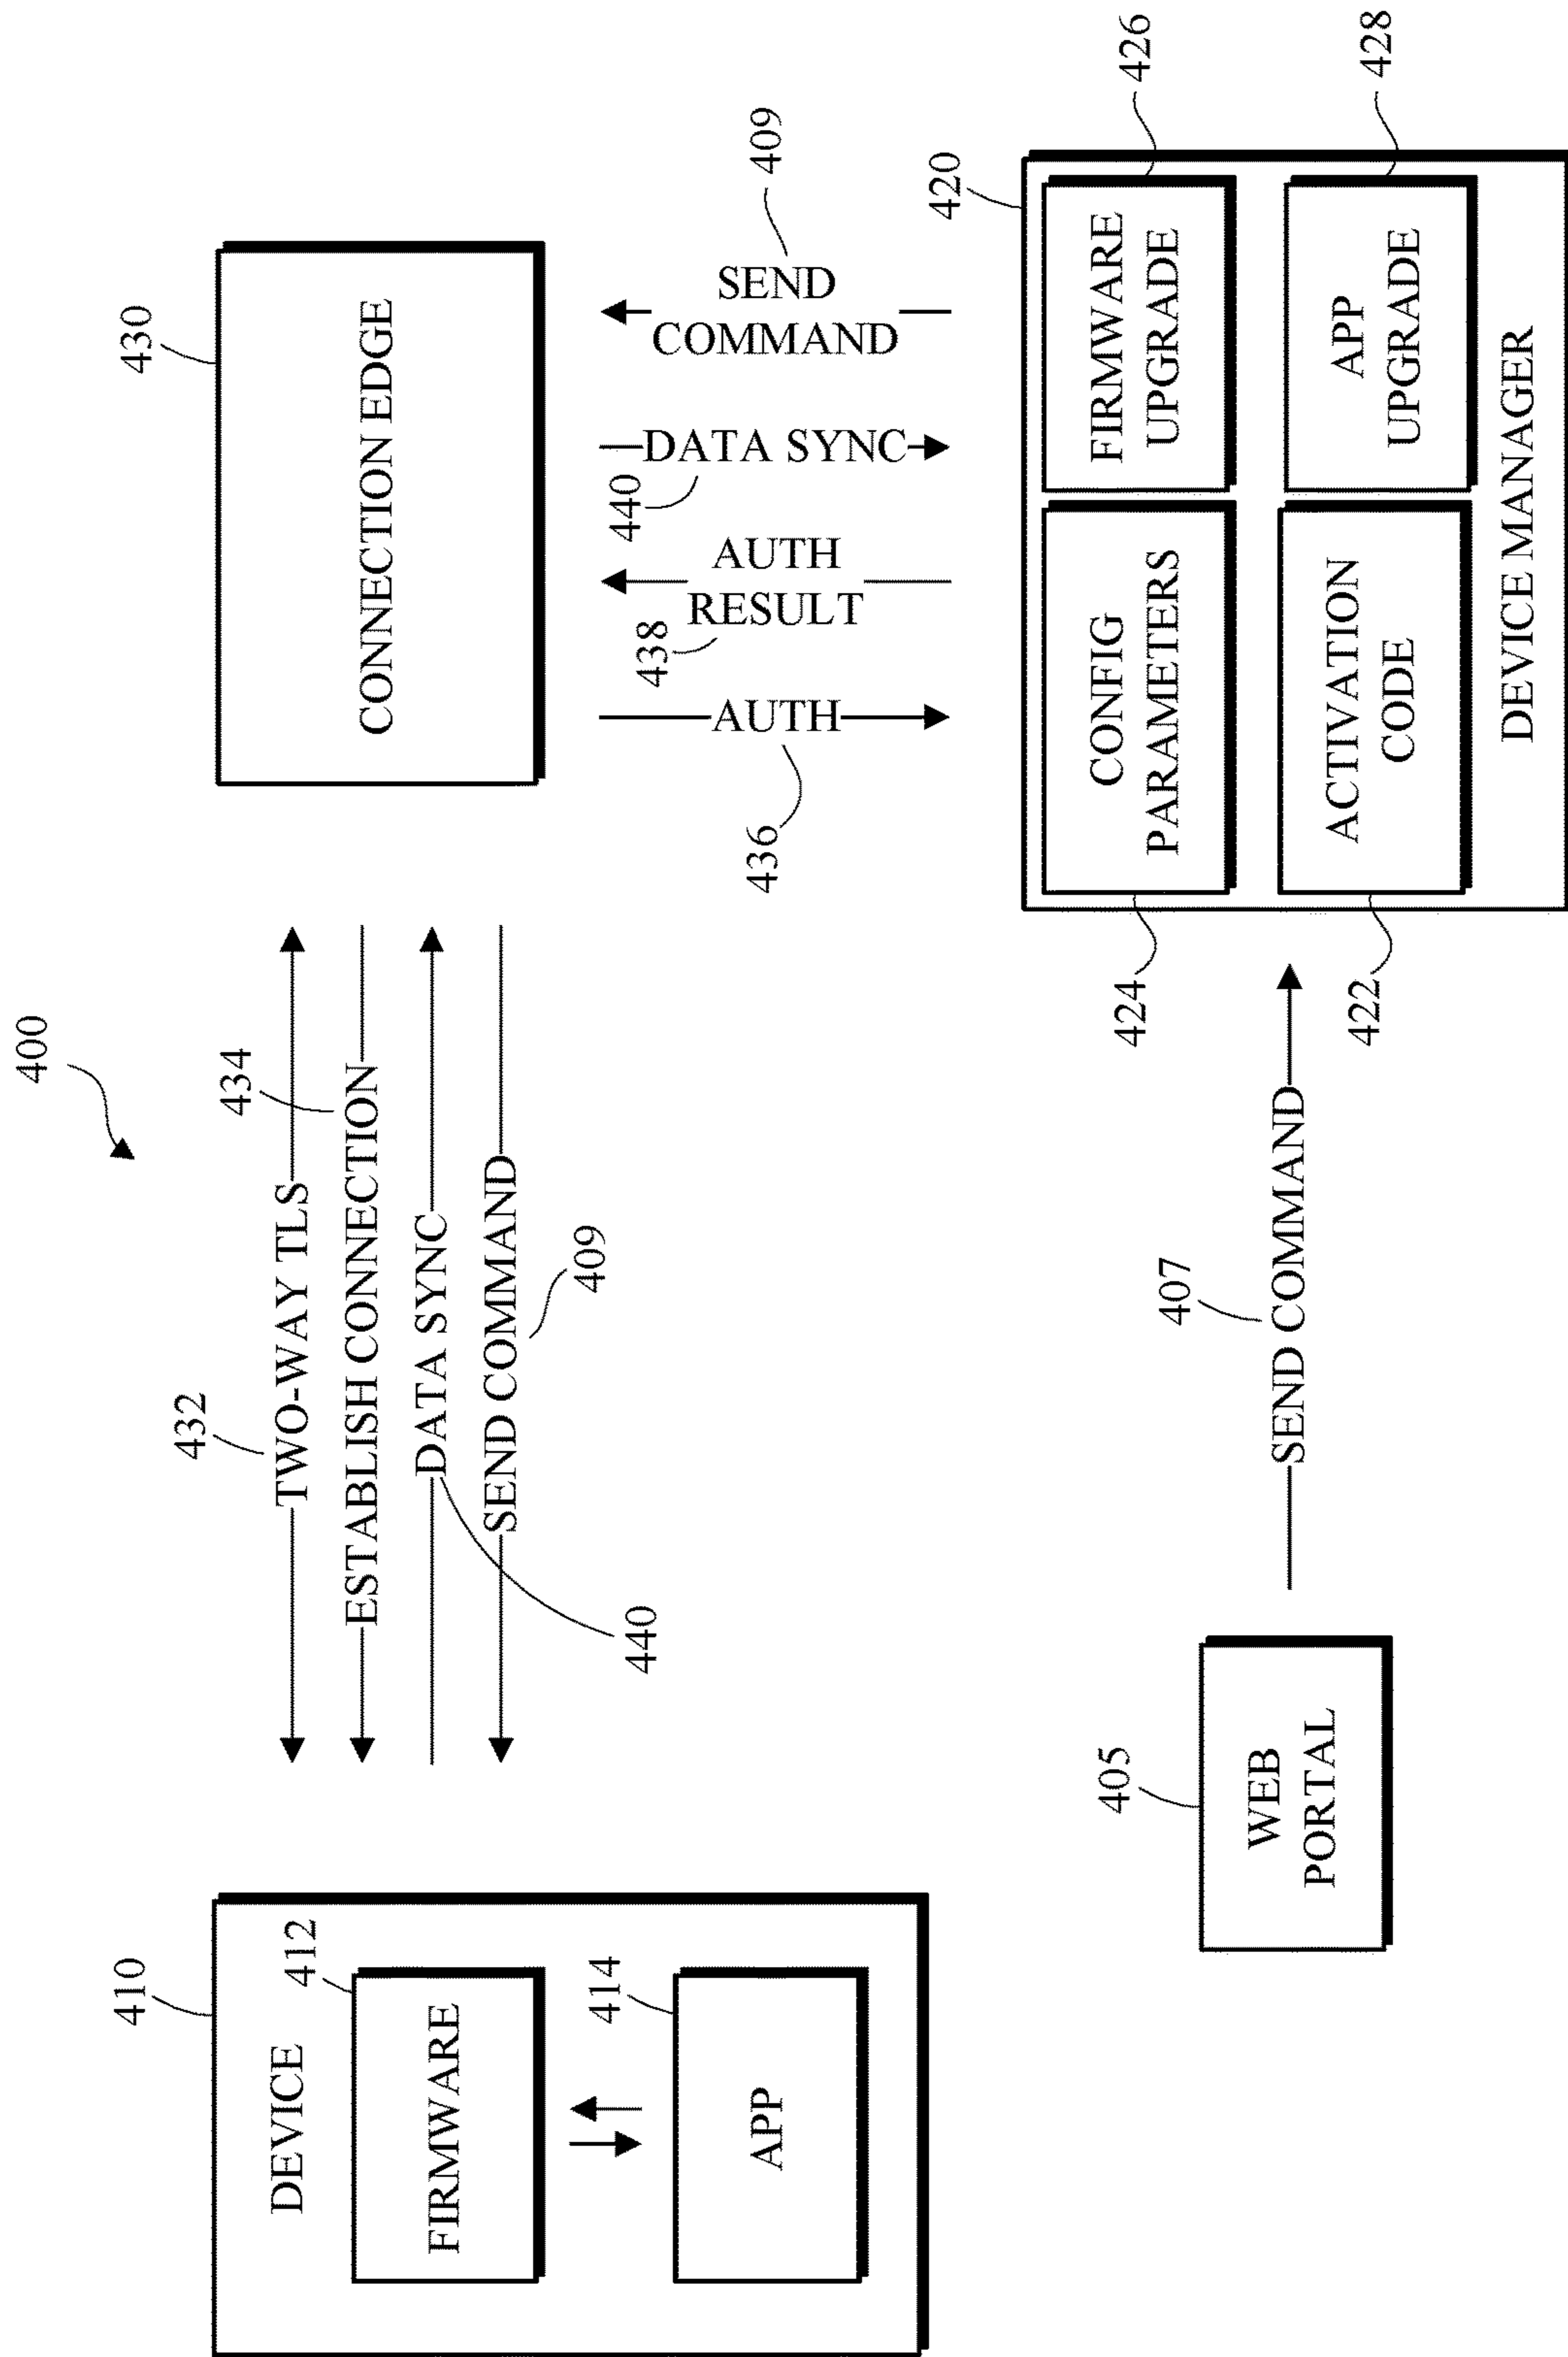 400
410
DEVICE
412
FIRMWARE
414
APP
432
TWO-WAY TLS
434
ESTABLISH CONNECTION
DATA SYNC
440
SEND COMMAND
409
430
CONNECTION EDGE
436
AUTH
438
AUTH
RESULT
440
DATA SYNC
409
SEND
COMMAND
405
WEB
PORTAL
407
SEND COMMAND
420
424
CONFIG
PARAMETERS
426
FIRMWARE
UPGRADE
422
ACTIVATION
CODE
428
APP
UPGRADE
DEVICE MANAGER